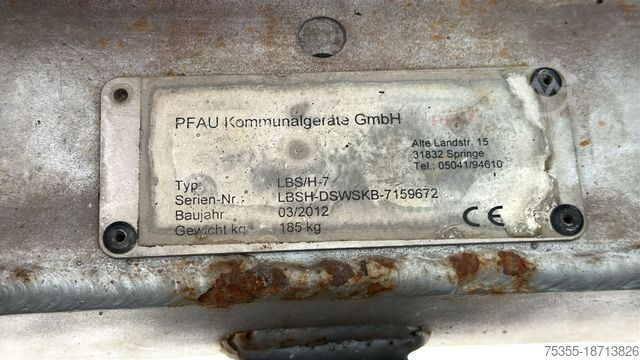 PFAU Kommunalgeräte GmbH
Alte Landstr. 15
31832 Springe
Tel.: 05041/94610
Typ: LBS/H-7
Serien-Nr.: LBSH-DSWSKB-7159672
Baujahr 03/2012
Gewicht kg 185 kg
CE
75355-18713826